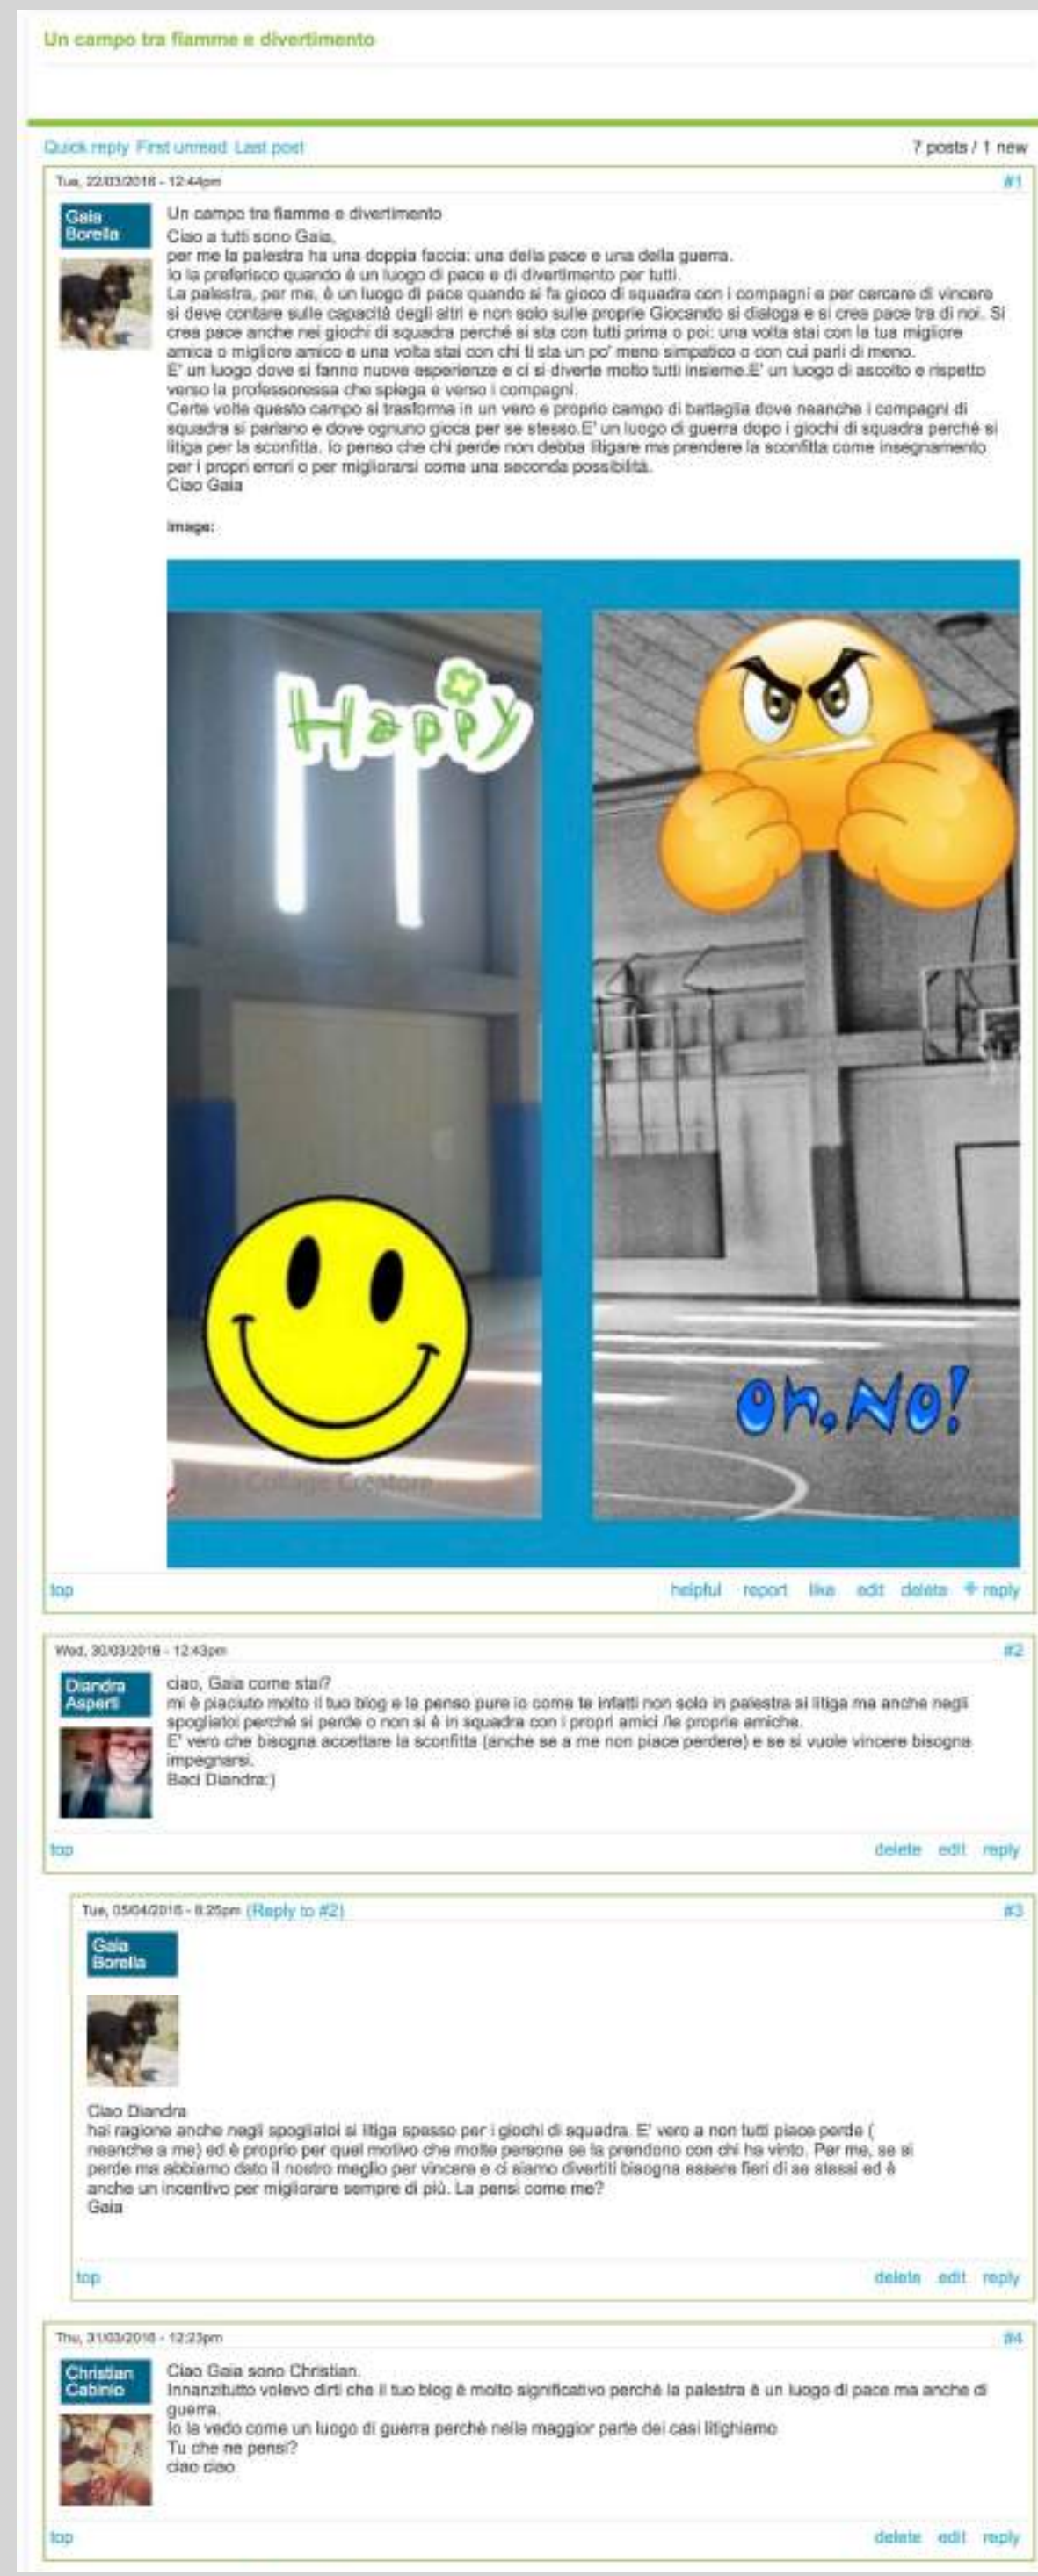 Un campo tra fiamme e divertimento
Quick reply First unread Last post
7 posts / 1 new
Tue, 22/03/2016 - 12:44pm
#1
Gaia
Borella
Un campo tra fiamme e divertimento
Ciao a tutti sono Gaia,
per me la palestra ha una doppia faccia: una della pace e una della guerra.
Io la preferisco quando è un luogo di pace e di divertimento per tutti.
La palestra, per me, è un luogo di pace quando si fa gioco di squadra con i compagni e per cercare di vincere
si deve contare sulle capacità degli altri e non solo sulle proprie Giocando si dialoga e si crea pace tra di noi. Si
crea pace anche nei giochi di squadra perché si sta con tutti prima o poi: una volta stai con la tua migliore
amica o migliore amico e una volta stai con chi ti sta un po' meno simpatico o con cui parli di meno.
E' un luogo dove si fanno nuove esperienze e ci si diverte molto tutti insieme.E' un luogo di ascolto e rispetto
verso la professoressa che spiega e verso i compagni.
Certe volte questo campo si trasforma in un vero e proprio campo di battaglia dove neanche i compagni di
squadra si parlano e dove ognuno gioca per se stesso.E' un luogo di guerra dopo i giochi di squadra perché si
litiga per la sconfitta. Io penso che chi perde non debba litigare ma prendere la sconfitta come insegnamento
per i propri errori o per migliorarsi come una seconda possibilità.
Ciao Gaia
Image:
Happy
Oh, No!
Collage Creator
top
helpful report like edit delete + reply
Wed, 30/03/2016 - 12:43pm
#2
Diandra
Asperti
ciao, Gaia come stai?
mi è piaciuto molto il tuo blog e la penso pure io come te infatti non solo in palestra si litiga ma anche negli
spogliatoi perché si perde o non si è in squadra con i propri amici /le proprie amiche.
E' vero che bisogna accettare la sconfitta (anche se a me non piace perdere) e se si vuole vincere bisogna
impegnarsi.
Baci Diandra:)
top
delete edit reply
Tue, 05/04/2016 - 8:25pm (Reply to #2)
#3
Gaia
Borella
Ciao Diandra
hai ragione anche negli spogliatoi si litiga spesso per i giochi di squadra. E' vero a non tutti piace perde (
neanche a me) ed è proprio per quel motivo che molte persone se la prendono con chi ha vinto. Per me, se si
perde ma abbiamo dato il nostro meglio per vincere e ci siamo divertiti bisogna essere fieri di se stessi ed è
anche un incentivo per migliorare sempre di più. La pensi come me?
Gaia
top
delete edit reply
Thu, 31/03/2016 - 12:23pm
#4
Christian
Cabinio
Ciao Gaia sono Christian.
Innanzitutto volevo dirti che il tuo blog è molto significativo perchè la palestra è un luogo di pace ma anche di
guerra.
Io la vedo come un luogo di guerra perchè nella maggior parte dei casi litighiamo
Tu che ne pensi?
ciao ciao
top
delete edit reply